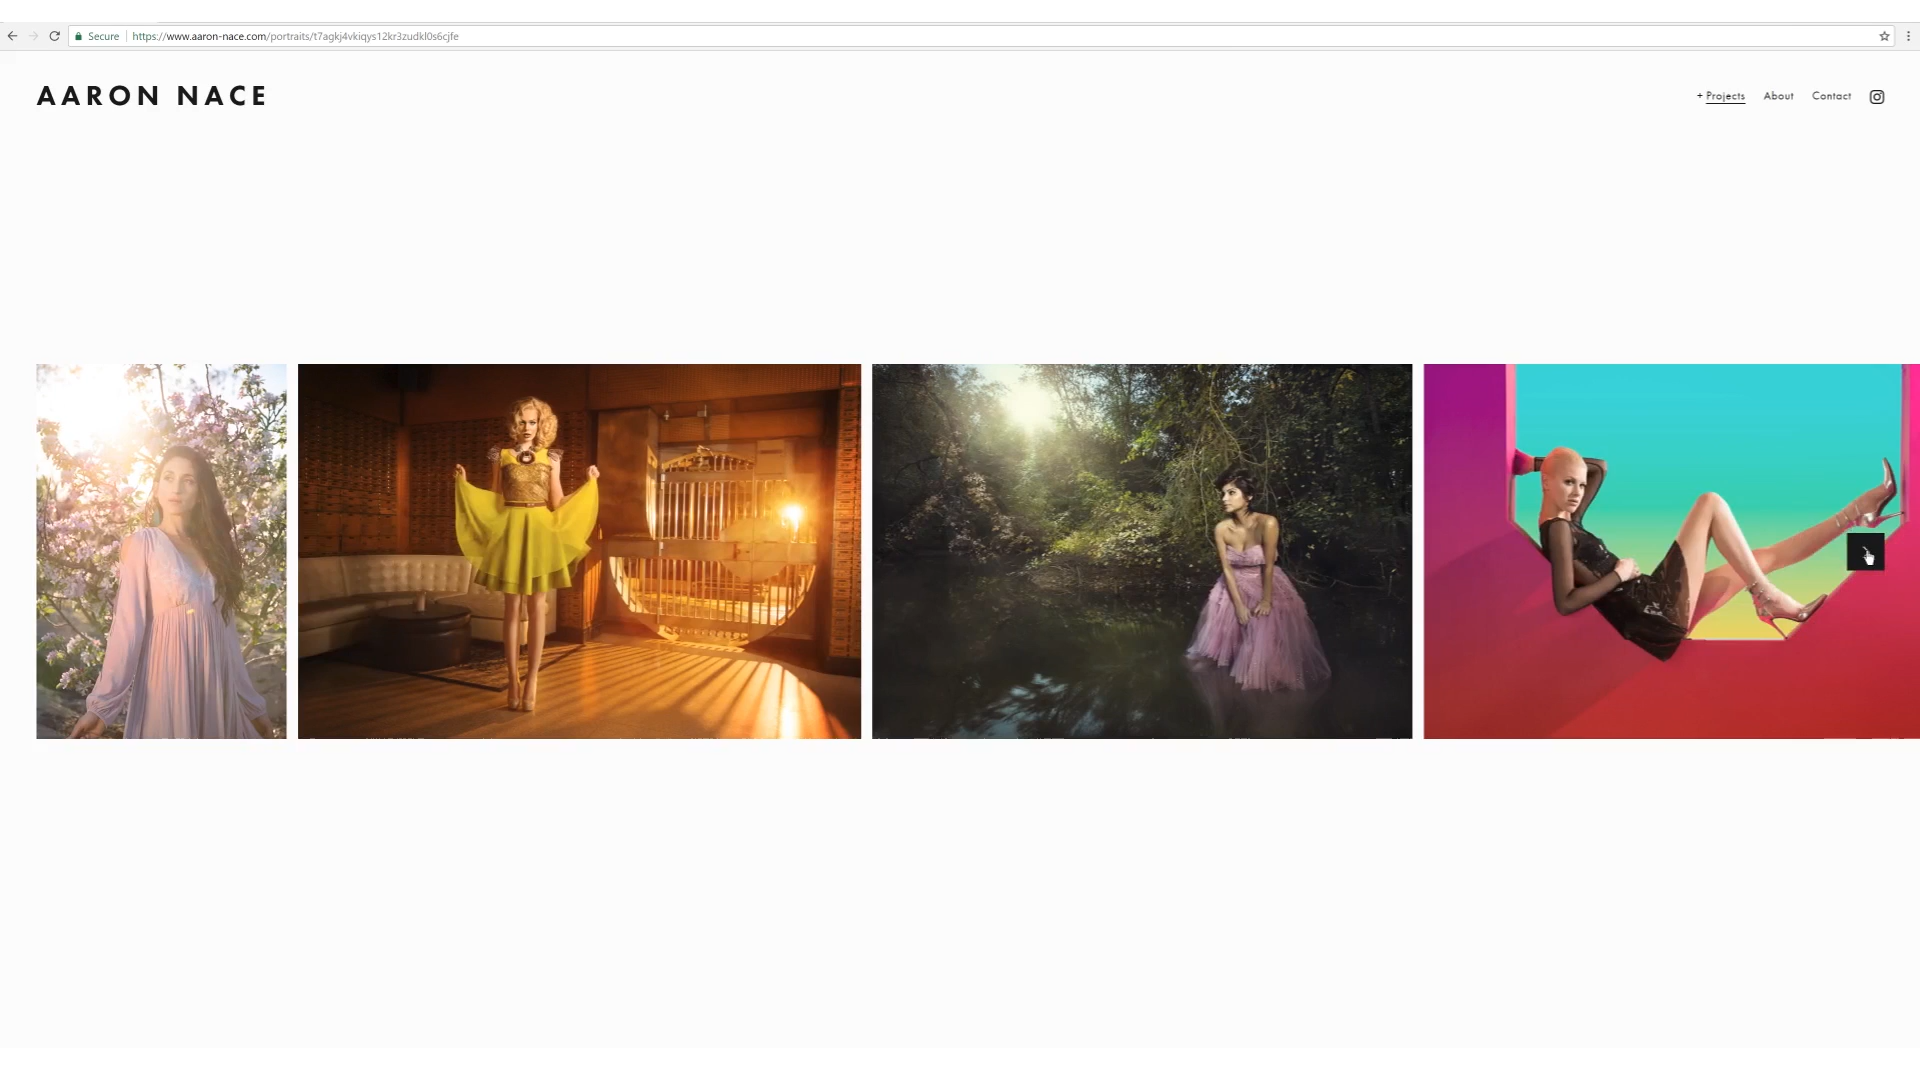 Secure https://www.aaron-nace.com/portraits/t7agkj4vkiqys12kr3zudkl0s6cjfe
AARON NACE
+ Projects About Contact